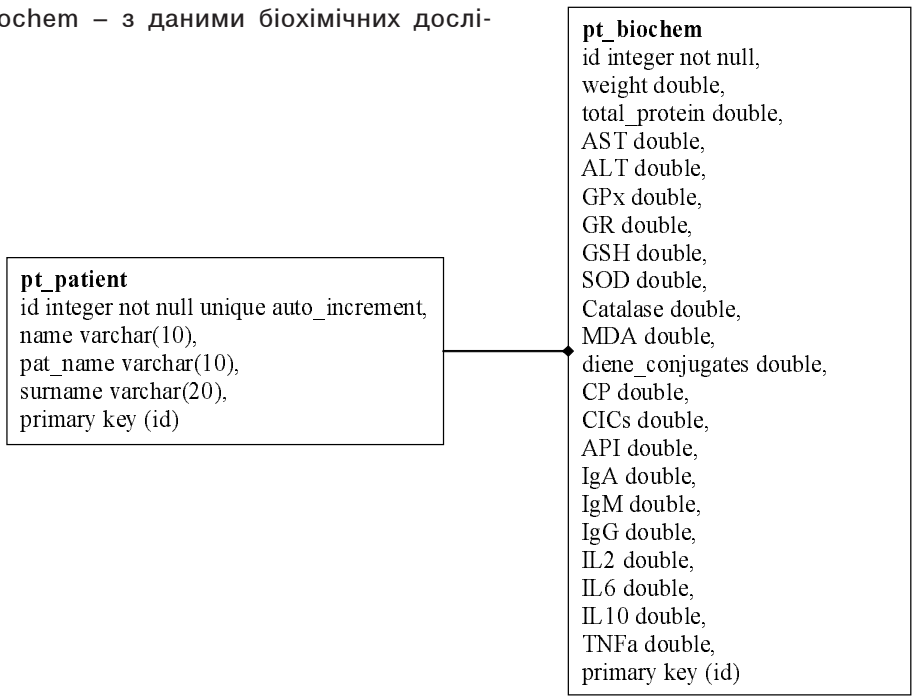 ochem – з даними біохімічних дослі-
pt_patient
id integer not null unique auto_increment,
name varchar(10),
pat_name varchar(10),
surname varchar(20),
primary key (id)
pt_biochem
id integer not null,
weight double,
total_protein double,
AST double,
ALT double,
GPx double,
GR double,
GSH double,
SOD double,
Catalase double,
MDA double,
diene_conjugates double,
CP double,
CICs double,
API double,
IgA double,
IgM double,
IgG double,
IL2 double,
IL6 double,
IL10 double,
TNFa double,
primary key (id)